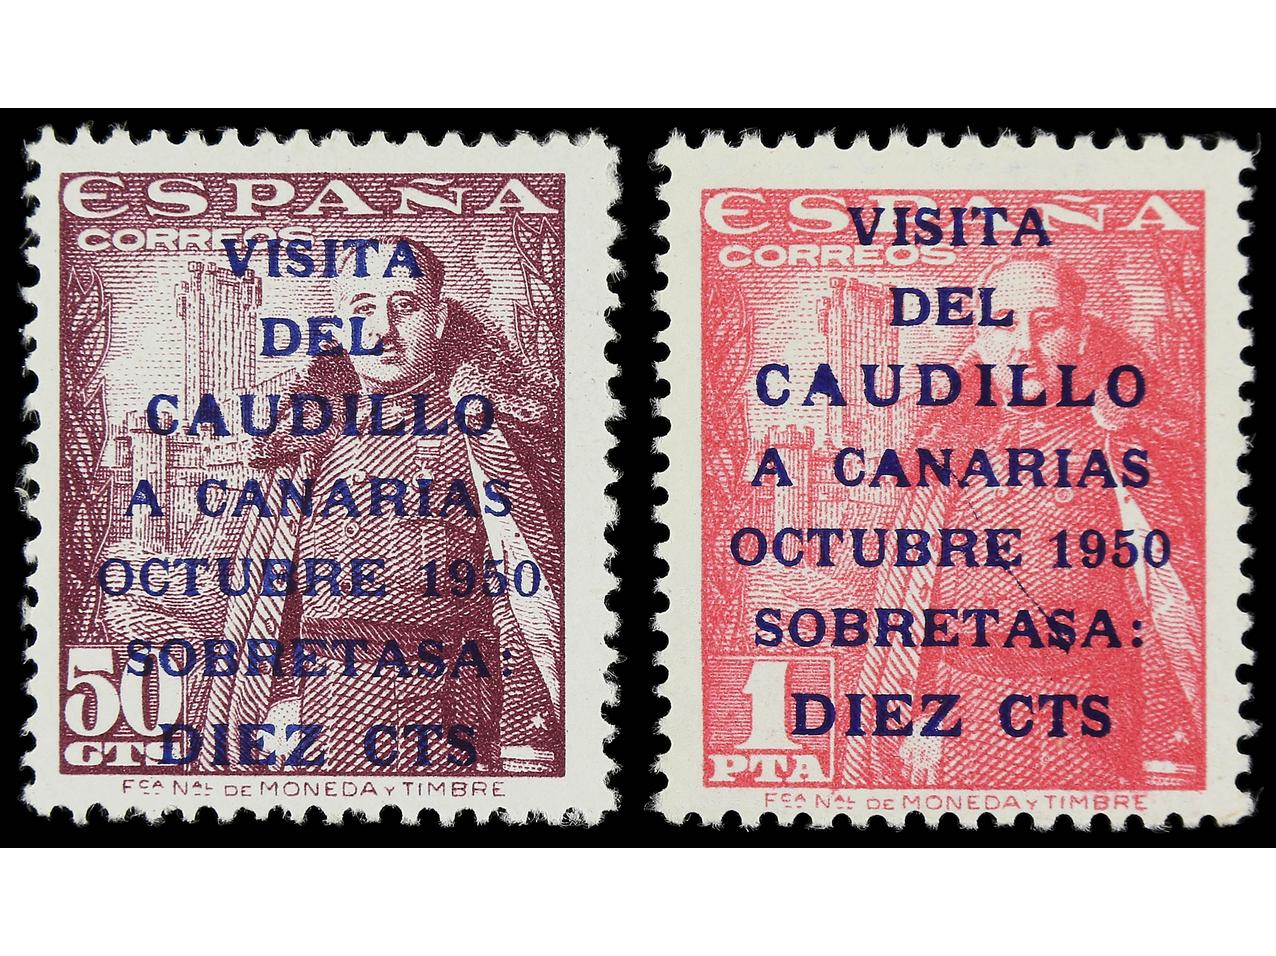 ESPAÑA
CORREOS
VISITA
DEL
CAUDILLO
A CANARIAS
OCTUBRE 1950
SOBRETASA:
DIEZ CTS
50
CTS
FCA NAL DE MONEDA Y TIMBRE
ESPAÑA
CORREOS
VISITA
DEL
CAUDILLO
A CANARIAS
OCTUBRE 1950
SOBRETASA:
DIEZ CTS
1
PTA
FCA NAL DE MONEDA Y TIMBRE